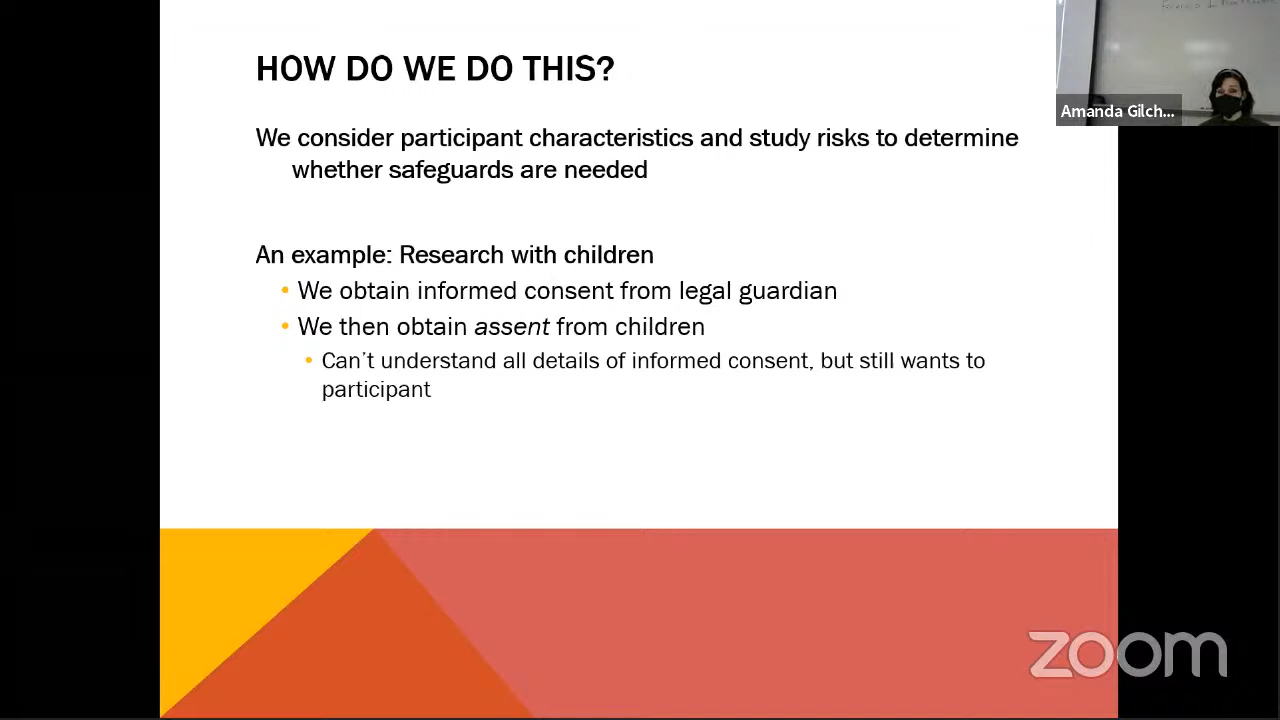 HOW DO WE DO THIS?
We consider participant characteristics and study risks to determine
whether safeguards are needed
An example: Research with children
• We obtain informed consent from legal guardian
• We then obtain assent from children
• Can't understand all details of informed consent, but still wants to
participant
Amanda Gilch...
zoom